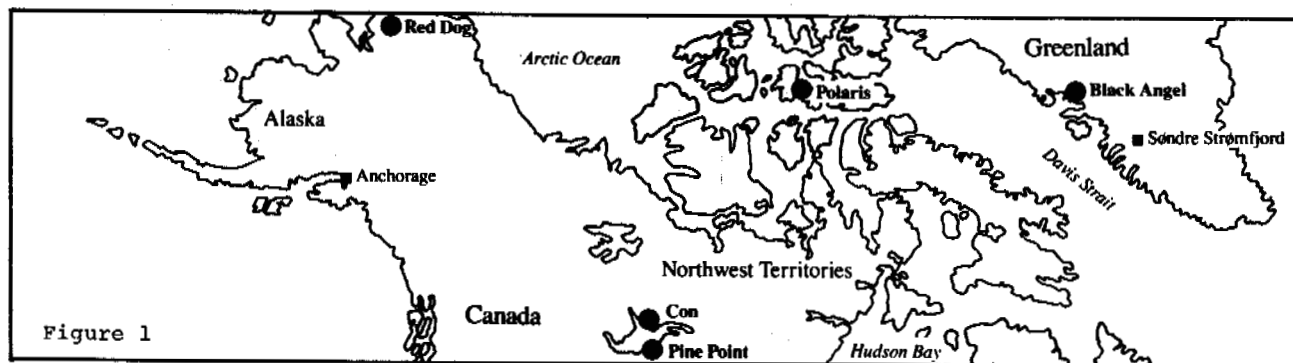 Red Dog
Arctic Ocean
Greenland
Polaris
Black Angel
Alaska
Søndre Strømfjord
Davis Strait
Anchorage
Northwest Territories
Canada
Con
Figure 1
Pine Point
Hudson Bay